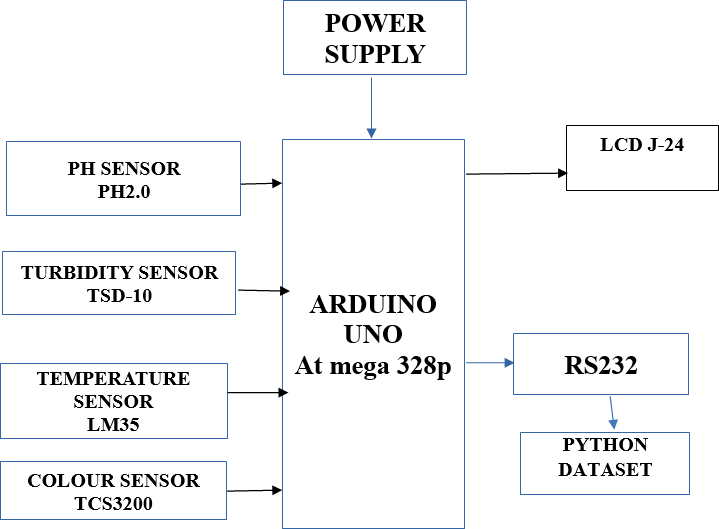 POWER
SUPPLY
PH SENSOR
PH2.0
LCD J-24
TURBIDITY SENSOR
TSD-10
ARDUINO
UNO
At mega 328p
RS232
TEMPERATURE
SENSOR
LM35
PYTHON
DATASET
COLOUR SENSOR
TCS3200